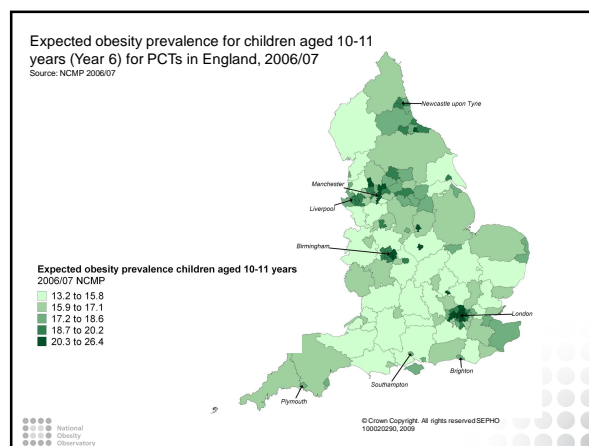 Expected obesity prevalence for children aged 10-11
years (Year 6) for PCTs in England, 2006/07
Source: NCMP 2006/07
Newcastle upon Tyne
Manchester
Liverpool
Birmingham
Expected obesity prevalence children aged 10-11 years
2006/07 NCMP
13.2 to 15.8
15.9 to 17.1
17.2 to 18.6
18.7 to 20.2
20.3 to 26.4
London
Brighton
Southampton
Plymouth
© Crown Copyright. All rights reserved SEPHO
100020290, 2009
National
Obesity
Observatory